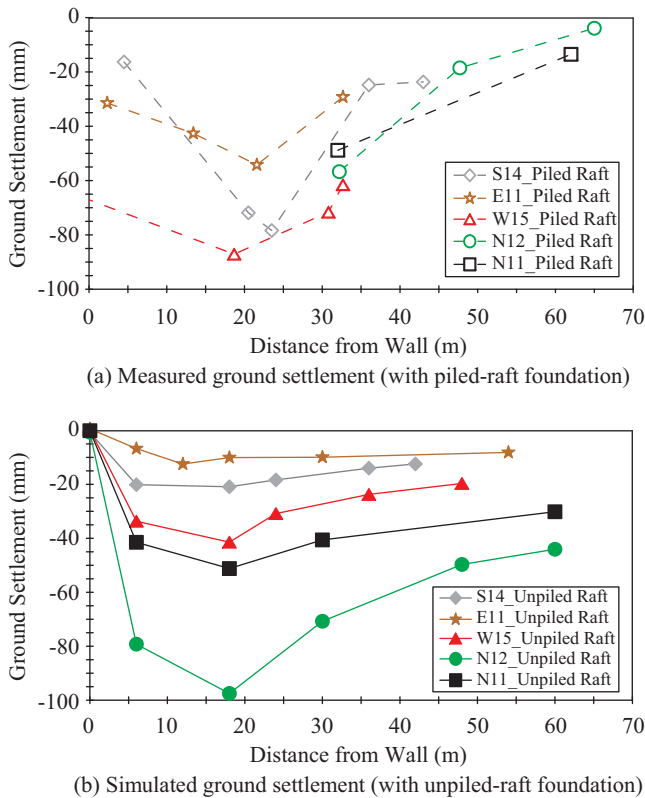 0
-20
-40
-60
-80
-100
Ground Settlement (mm)
S14_Piled Raft
E11_Piled Raft
W15_Piled Raft
N12_Piled Raft
N11_Piled Raft
0 10 20 30 40 50 60 70
Distance from Wall (m)
(a) Measured ground settlement (with piled-raft foundation)
0
-20
-40
-60
-80
-100
Ground Settlement (mm)
S14_Unpiled Raft
E11_Unpiled Raft
W15_Unpiled Raft
N12_Unpiled Raft
N11_Unpiled Raft
0 10 20 30 40 50 60 70
Distance from Wall (m)
(b) Simulated ground settlement (with unpiled-raft foundation)